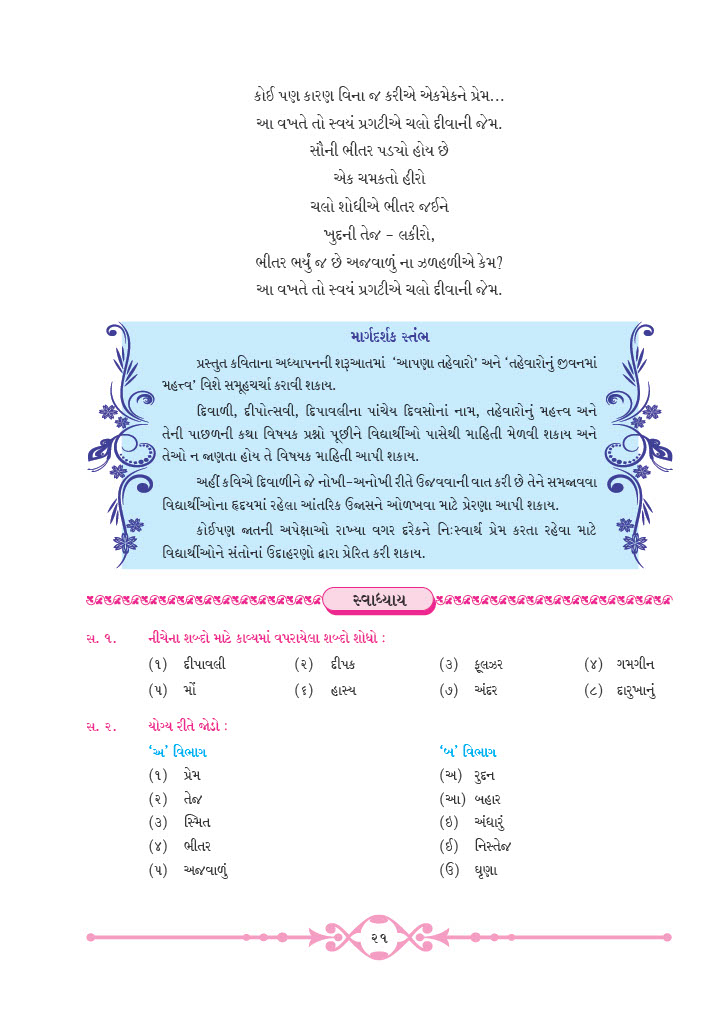 કોઈ પણ કારણ વિના જ કરીએ એકમેકને પ્રેમ...
આ વખતે તો સ્વયં પ્રગટીએ ચલો દીવાની જેમ.
સૌની ભીતર પડ્યો હોય છે
એક ચમકતો હીરો
ચલો શોધીએ ભીતર જઈને
ખુદની તેજ - લકીરો,
ભીતર ભર્યું જ છે અજવાળું ના ઝળહળીએ કેમ?
આ વખતે તો સ્વયં પ્રગટીએ ચલો દીવાની જેમ.
માર્ગદર્શક સ્તંભ
પ્રસ્તુત કવિતાના અધ્યાપનની શરૂઆતમાં ‘આપણા તહેવારો’ અને ‘તહેવારોનું જીવનમાં
મહત્ત્વ’ વિશે સમૂહચર્ચા કરાવી શકાય.
દિવાળી, દીપોત્સવી, દિપાવલીના પાંચેય દિવસોનાં નામ, તહેવારોનું મહત્ત્વ અને
તેની પાછળની કથા વિષયક પ્રશ્નો પૂછીને વિદ્યાર્થીઓ પાસેથી માહિતી મેળવી શકાય અને
તેઓ ન જાણતા હોય તે વિષયક માહિતી આપી શકાય.
અહીં કવિએ દિવાળીને જે નોખી-અનોખી રીતે ઉજવવાની વાત કરી છે તેને સમજાવવા
વિદ્યાર્થીઓના હૃદયમાં રહેલા આંતરિક ઉજાસને ઓળખવા માટે પ્રેરણા આપી શકાય.
કોઈપણ જાતની અપેક્ષાઓ રાખ્યા વગર દરેકને નિઃસ્વાર્થ પ્રેમ કરતા રહેવા માટે
વિદ્યાર્થીઓને સંતોનાં ઉદાહરણો દ્વારા પ્રેરિત કરી શકાય.
સ્વાધ્યાય
સ. ૧. નીચેના શબ્દો માટે કાવ્યમાં વપરાયેલા શબ્દો શોધો :
(૧) દીપાવલી (૨) દીપક (૩) ફૂલઝર (૪) ગમગીન
(૫) મોં (૬) હાસ્ય (૭) અંદર (૮) દારુખાનું
સ. ૨. યોગ્ય રીતે જોડો :
‘અ’ વિભાગ ‘બ’ વિભાગ
(૧) પ્રેમ (અ) રુદન
(૨) તેજ (આ) બહાર
(૩) સ્મિત (ઇ) અંધારું
(૪) ભીતર (ઈ) નિસ્તેજ
(૫) અજવાળું (ઉ) ઘૃણા
૨૧